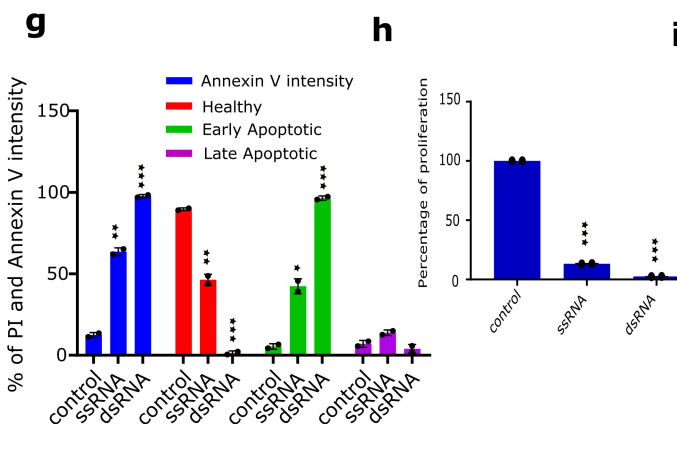 g
h
i
Annexin V intensity
Healthy
Early Apoptotic
Late Apoptotic
% of PI and Annexin V intensity
150
100
50
0
***
**
***
**
***
*
***
control
ssRNA
dsRNA
control
ssRNA
dsRNA
control
ssRNA
dsRNA
control
ssRNA
dsRNA
Percentage of proliferation
150
100
50
0
***
***
control
ssRNA
dsRNA